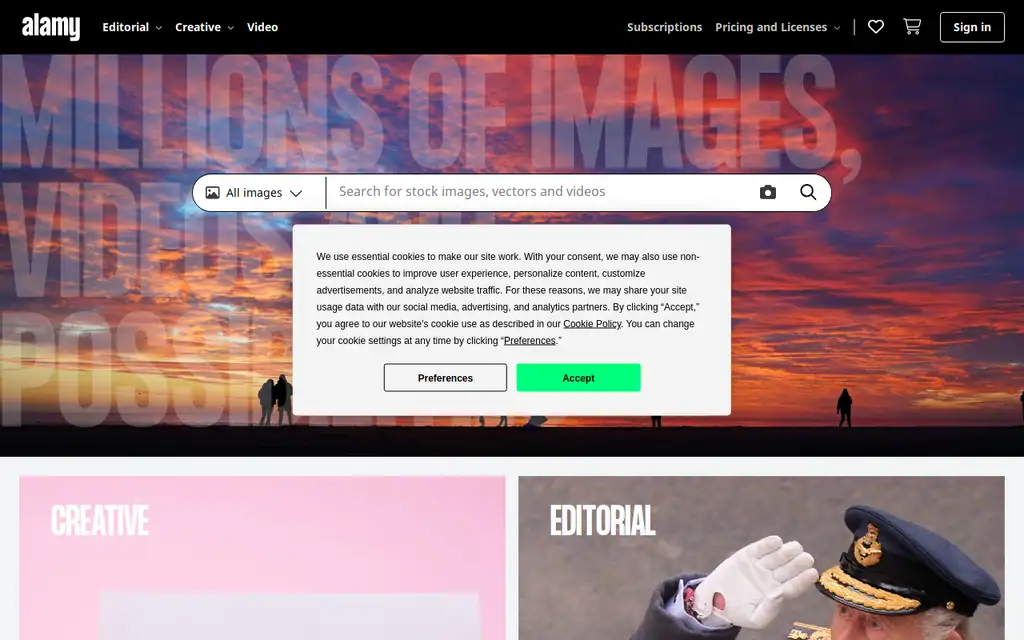 alamy
Editorial
Creative
Video
Subscriptions
Pricing and Licenses
Sign in
MILLIONS OF IMAGES,
VIDEOS
All images
Search for stock images, vectors and videos
We use essential cookies to make our site work. With your consent, we may also use non-
essential cookies to improve user experience, personalize content, customize
advertisements, and analyze website traffic. For these reasons, we may share your site
usage data with our social media, advertising, and analytics partners. By clicking “Accept,”
you agree to our website's cookie use as described in our Cookie Policy. You can change
your cookie settings at any time by clicking “Preferences.”
Preferences
Accept
CREATIVE
EDITORIAL